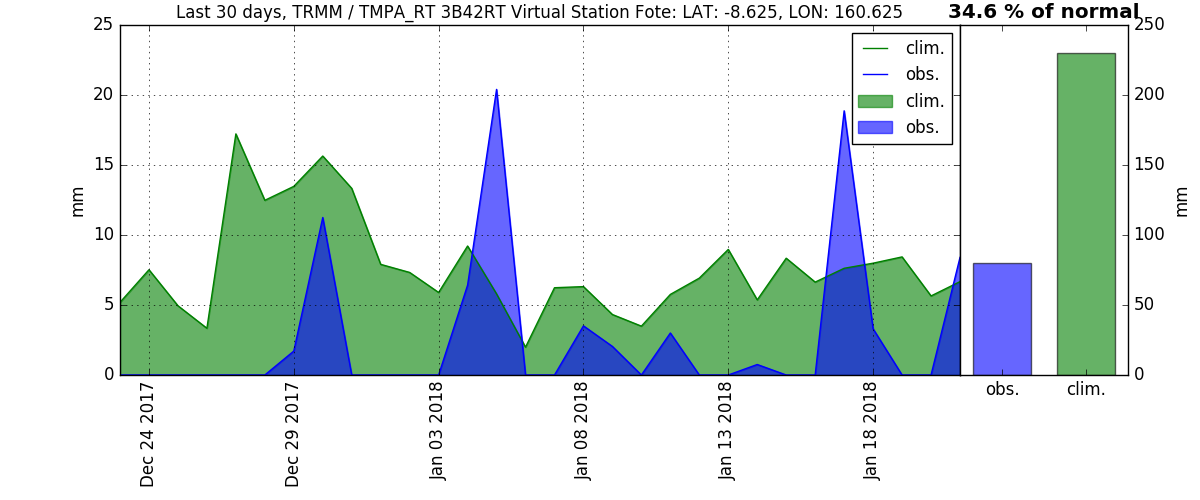 Last 30 days, TRMM / TMPA_RT 3B42RT Virtual Station Fote: LAT: -8.625, LON: 160.625
34.6 % of normal
25
20
15
10
5
0
mm
clim.
obs.
clim.
obs.
250
200
150
100
50
0
mm
Dec 24 2017
Dec 29 2017
Jan 03 2018
Jan 08 2018
Jan 13 2018
Jan 18 2018
obs.
clim.